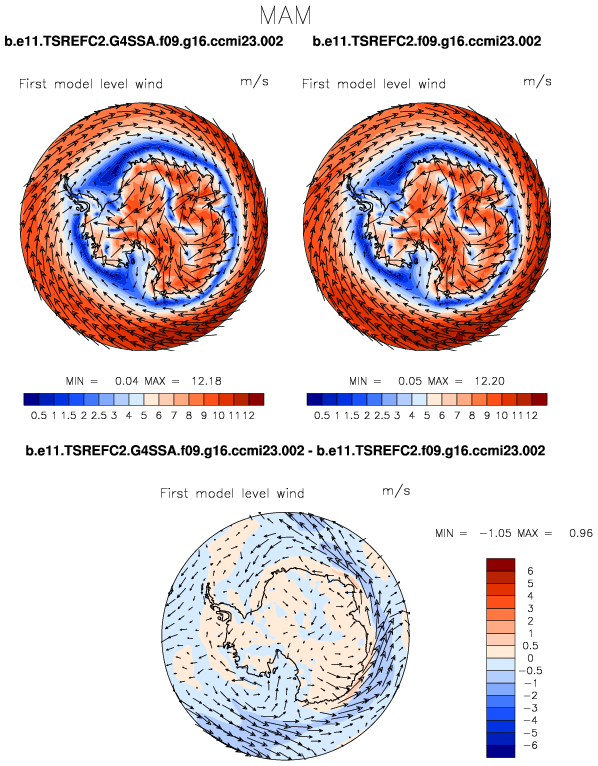 MAM
b.e11.TSREFC2.G4SSA.f09.g16.ccmi23.002
b.e11.TSREFC2.f09.g16.ccmi23.002
First model level wind m/s
First model level wind m/s
MIN = 0.04 MAX = 12.18
MIN = 0.05 MAX = 12.20
0.5 1 1.5 2 2.5 3 4 5 6 7 8 9 10 11 12
0.5 1 1.5 2 2.5 3 4 5 6 7 8 9 10 11 12
b.e11.TSREFC2.G4SSA.f09.g16.ccmi23.002 - b.e11.TSREFC2.f09.g16.ccmi23.002
First model level wind m/s
MIN = -1.05 MAX = 0.96
6
5
4
3
2
1
0.5
0
-0.5
-1
-2
-3
-4
-5
-6